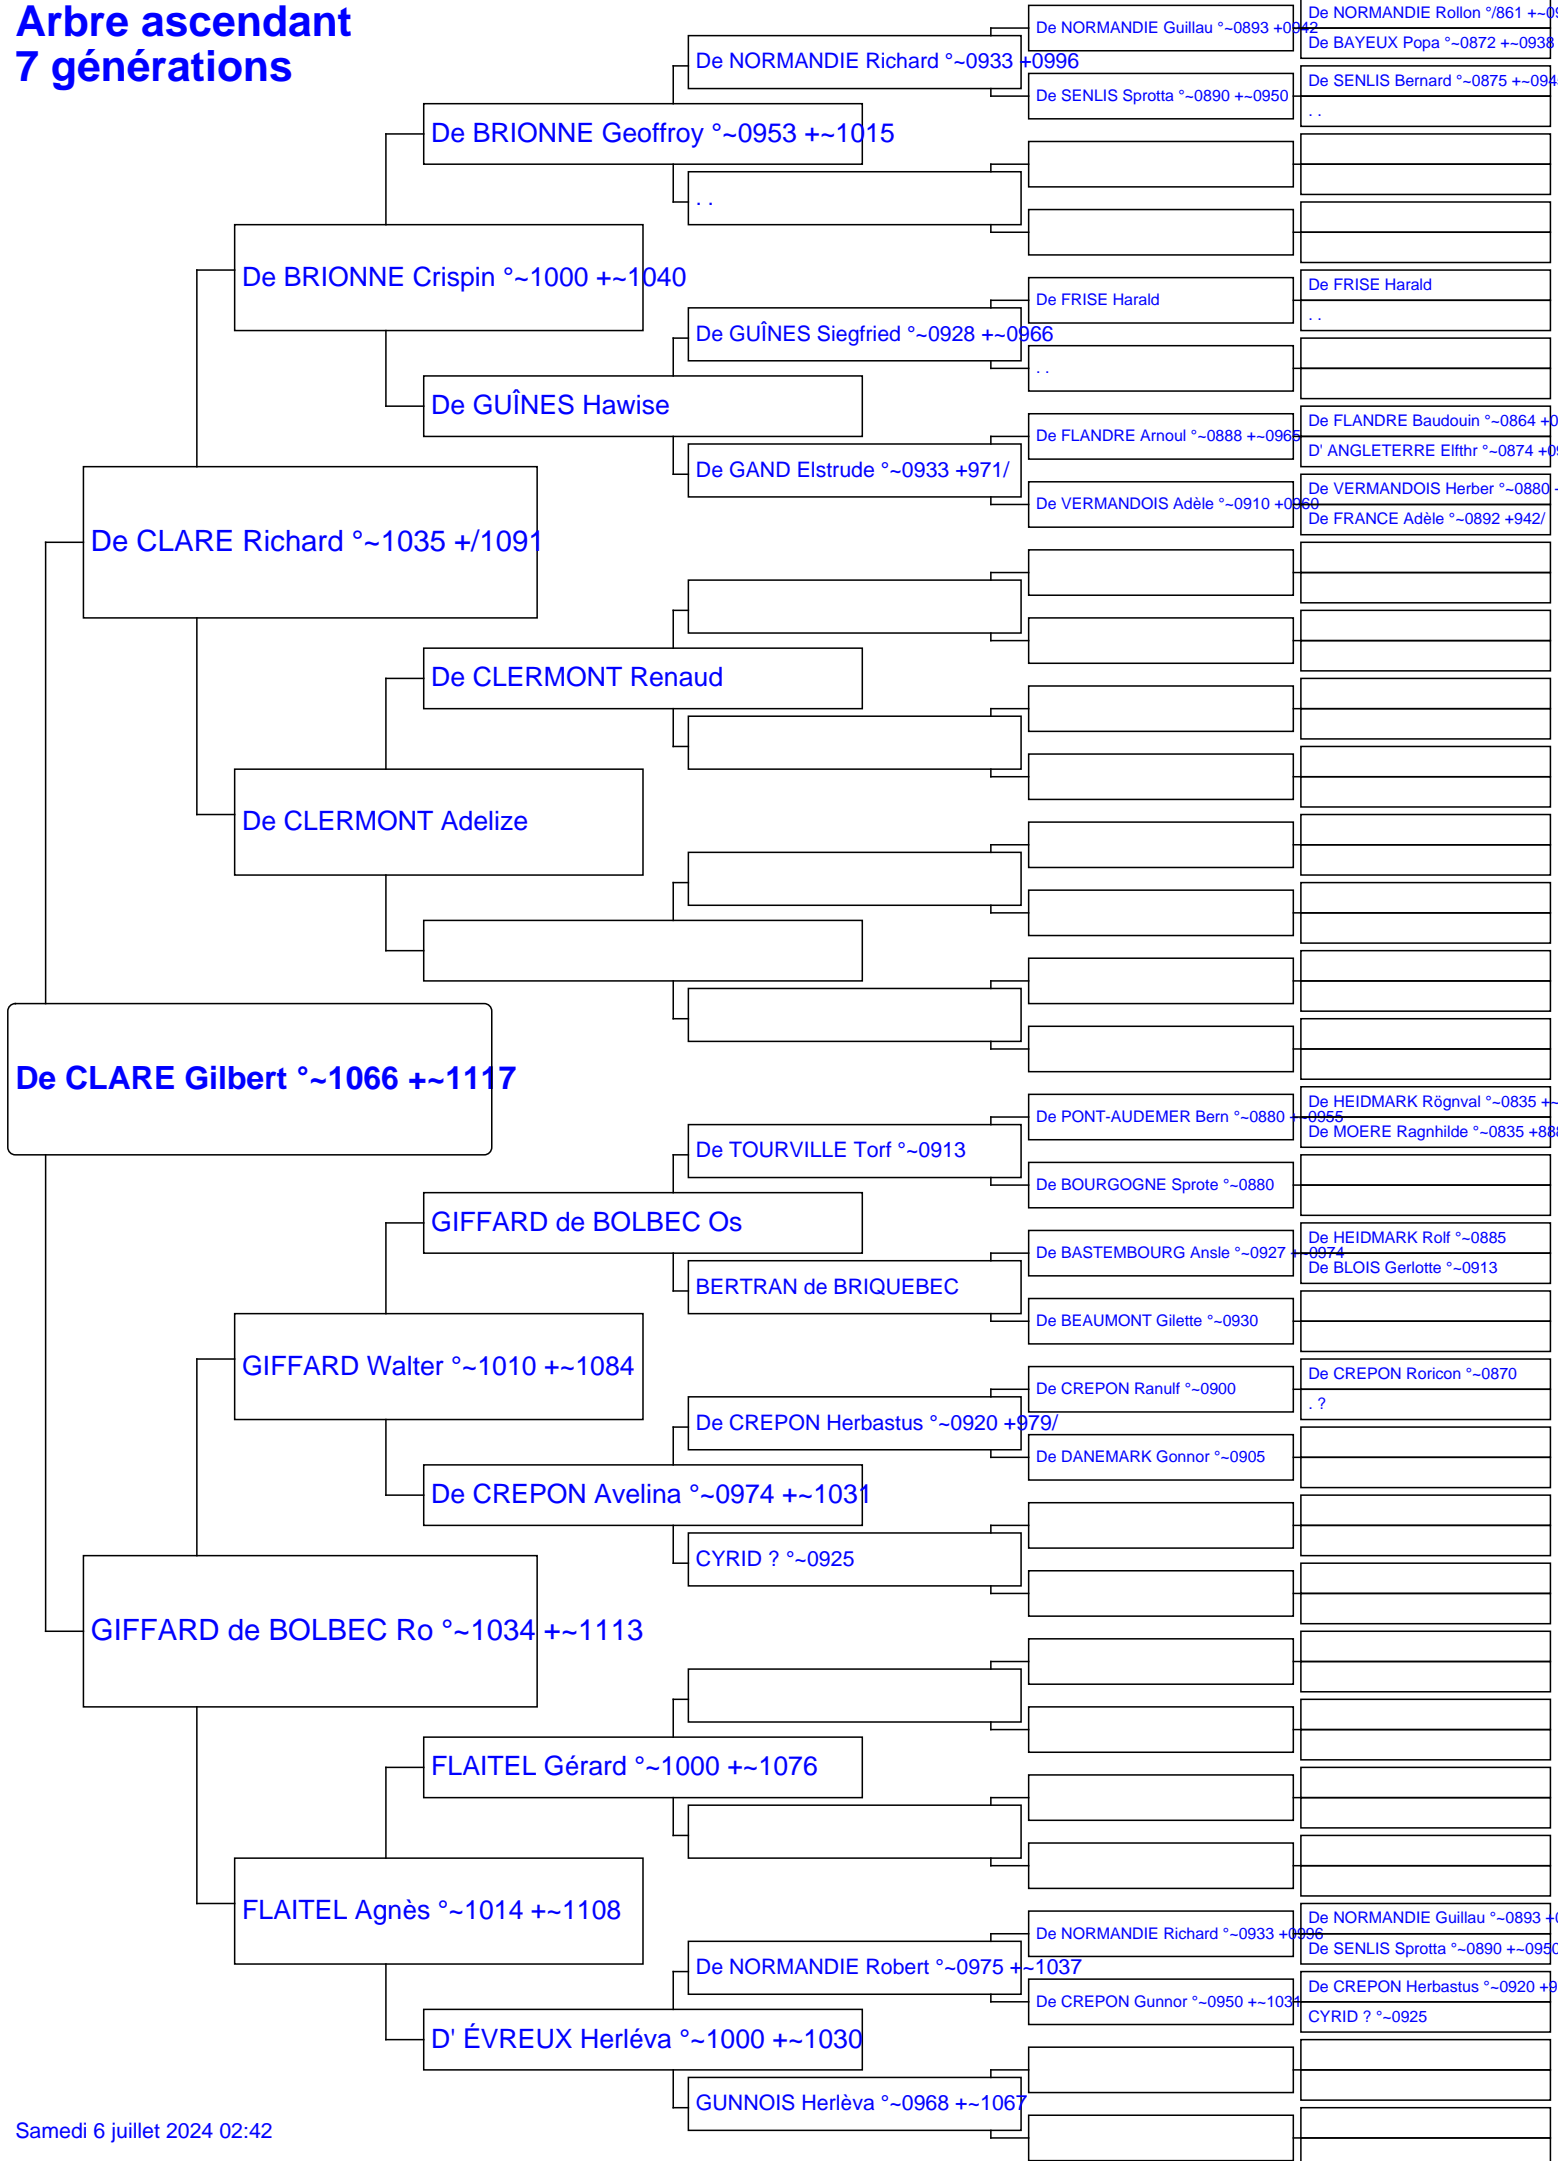 Arbre ascendant
7 générations
De NORMANDIE Rollon °/861 +~09
De NORMANDIE Guillau °~0893 +0942
De BAYEUX Popa °~0872 +~0938
De NORMANDIE Richard °~0933 +0996
De SENLIS Bernard °~0875 +~094
De SENLIS Sprotta °~0890 +~0950
. .
De BRIONNE Geoffroy °~0953 +~1015
. .
De BRIONNE Crispin °~1000 +~1040
De FRISE Harald
De FRISE Harald
. .
De GUÎNES Siegfried °~0928 +~0966
. .
De GUÎNES Hawise
De FLANDRE Baudouin °~0864 +0
De FLANDRE Arnoul °~0888 +~0965
D' ANGLETERRE Elfthr °~0874 +09
De GAND Elstrude °~0933 +971/
De VERMANDOIS Herber °~0880 +
De VERMANDOIS Adèle °~0910 +0960
De FRANCE Adèle °~0892 +942/
De CLARE Richard °~1035 +/1091
De CLERMONT Renaud
De CLERMONT Adelize
De CLARE Gilbert °~1066 +~1117
De HEIDMARK Rögnval °~0835 +~
De PONT-AUDEMER Bern °~0880 +~0955
De MOERE Ragnhilde °~0835 +888
De TOURVILLE Torf °~0913
De BOURGOGNE Sprote °~0880
GIFFARD de BOLBEC Os
De HEIDMARK Rolf °~0885
De BASTEMBOURG Ansle °~0927 +~0974
De BLOIS Gerlotte °~0913
BERTRAN de BRIQUEBEC
De BEAUMONT Gilette °~0930
GIFFARD Walter °~1010 +~1084
De CREPON Roricon °~0870
De CREPON Ranulf °~0900
. ?
De CREPON Herbastus °~0920 +979/
De DANEMARK Gonnor °~0905
De CREPON Avelina °~0974 +~1031
CYRID ? °~0925
GIFFARD de BOLBEC Ro °~1034 +~1113
FLAITEL Gérard °~1000 +~1076
FLAITEL Agnès °~1014 +~1108
De NORMANDIE Guillau °~0893 +0
De NORMANDIE Richard °~0933 +0996
De SENLIS Sprotta °~0890 +~0950
De NORMANDIE Robert °~0975 +~1037
De CREPON Herbastus °~0920 +9
De CREPON Gunnor °~0950 +~1031
CYRID ? °~0925
D' ÉVREUX Herléva °~1000 +~1030
GUNNOIS Herlèva °~0968 +~1067
Samedi 6 juillet 2024 02:42